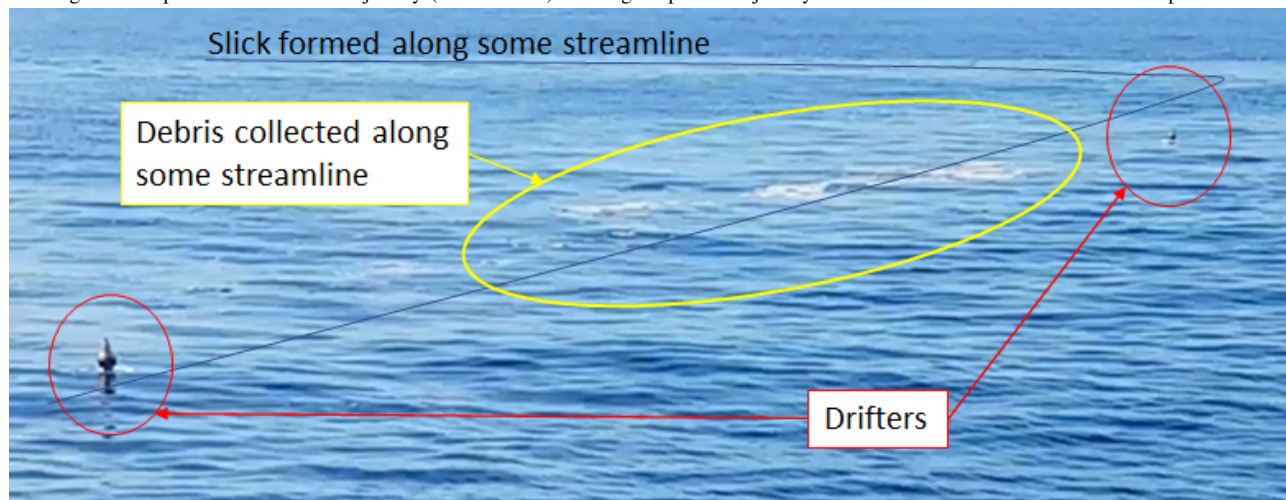 Slick formed along some streamline
Debris collected along
some streamline
Drifters